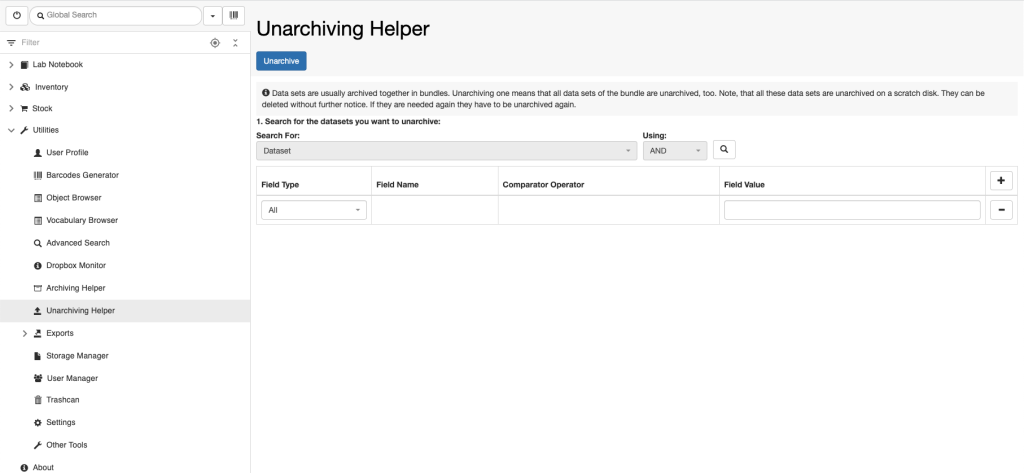 Global Search
Filter
Lab Notebook
Inventory
Stock
Utilities
User Profile
Barcodes Generator
Object Browser
Vocabulary Browser
Advanced Search
Dropbox Monitor
Archiving Helper
Unarchiving Helper
Exports
Storage Manager
User Manager
Trashcan
Settings
Other Tools
About
Unarchiving Helper
Unarchive
Data sets are usually archived together in bundles. Unarchiving one means that all data sets of the bundle are unarchived, too. Note, that all these data sets are unarchived on a scratch disk. They can be
deleted without further notice. If they are needed again they have to be unarchived again.
1. Search for the datasets you want to unarchive:
Search For: Using:
Dataset AND
Field Type Field Name Comparator Operator Field Value
All